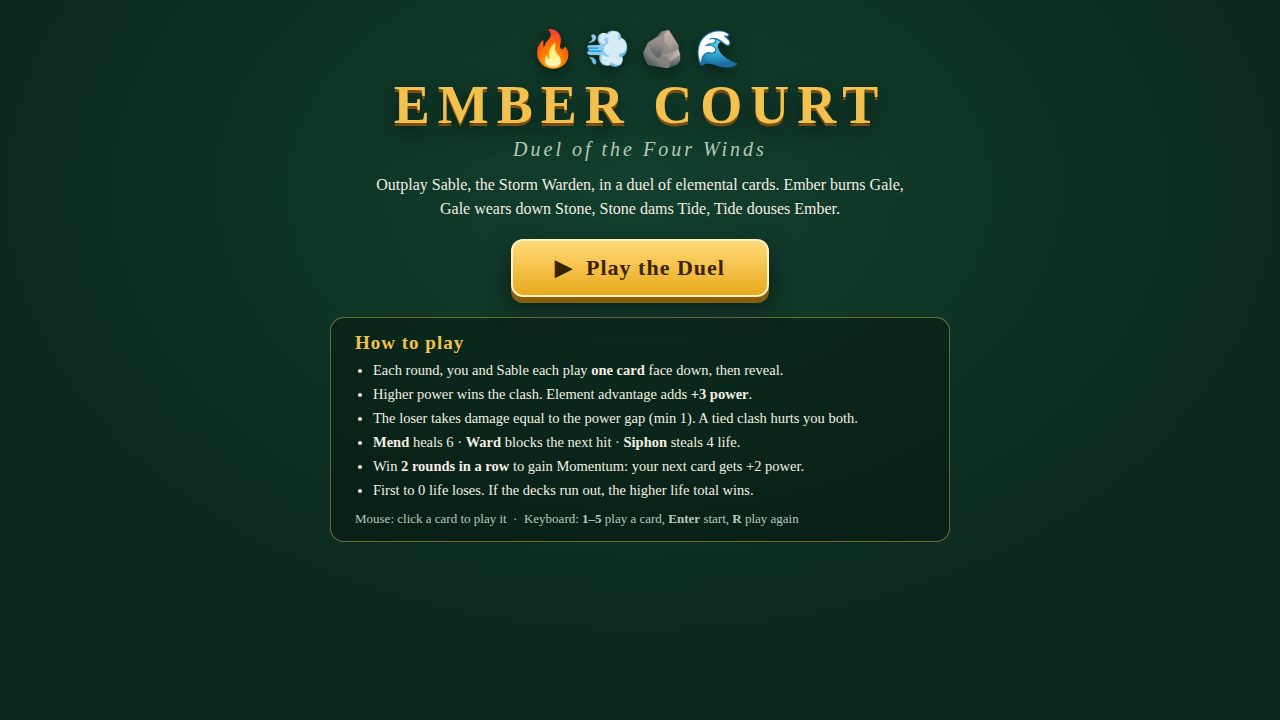 EMBER COURT
Duel of the Four Winds
Outplay Sable, the Storm Warden, in a duel of elemental cards. Ember burns Gale,
Gale wears down Stone, Stone dams Tide, Tide douses Ember.
▶ Play the Duel
How to play
• Each round, you and Sable each play one card face down, then reveal.
• Higher power wins the clash. Element advantage adds +3 power.
• The loser takes damage equal to the power gap (min 1). A tied clash hurts you both.
• Mend heals 6 · Ward blocks the next hit · Siphon steals 4 life.
• Win 2 rounds in a row to gain Momentum: your next card gets +2 power.
• First to 0 life loses. If the decks run out, the higher life total wins.
Mouse: click a card to play it · Keyboard: 1–5 play a card, Enter start, R play again